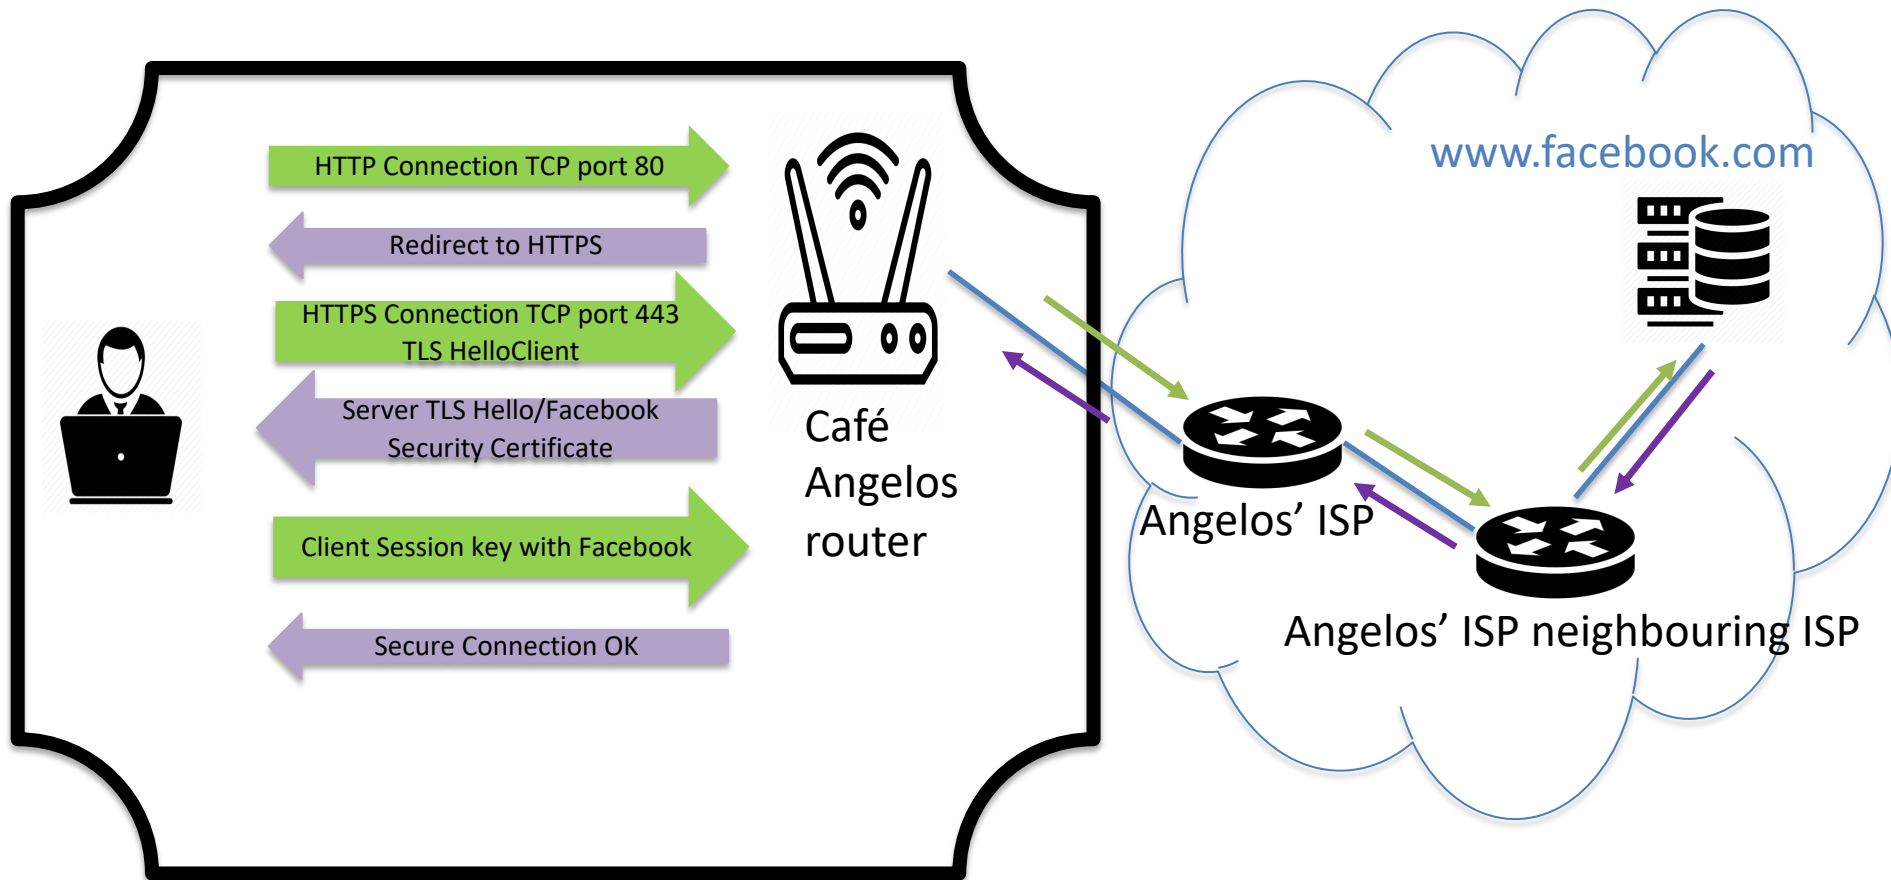 HTTP Connection TCP port 80
Redirect to HTTPS
HTTPS Connection TCP port 443
TLS HelloClient
Server TLS Hello/Facebook
Security Certificate
Client Session key with Facebook
Secure Connection OK
Café
Angelos
router
www.facebook.com
Angelos’ ISP
Angelos’ ISP neighbouring ISP